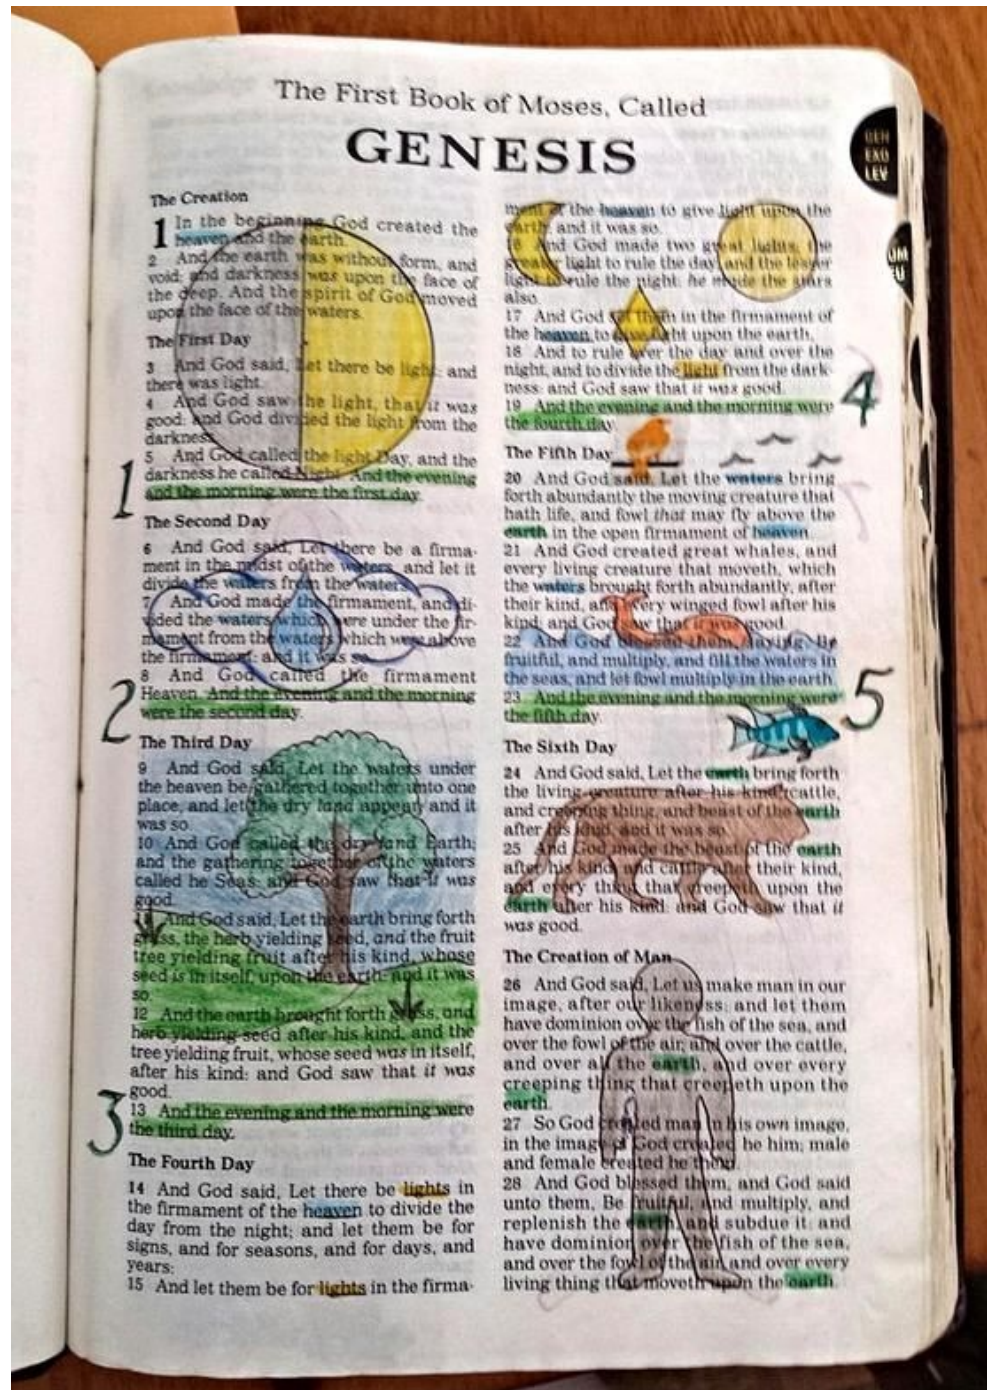 The First Book of Moses, Called
GENESIS
GEN
EXO
LEV
The Creation
1 In the beginning God created the
heaven and the earth.
2 And the earth was without form, and
void; and darkness was upon the face of
the deep. And the spirit of God moved
upon the face of the waters.
The First Day
3 And God said, Let there be light: and
there was light.
4 And God saw the light, that it was
good: and God divided the light from the
darkness.
1
5 And God called the light Day, and the
darkness he called Night. And the evening
and the morning were the first day.
The Second Day
6 And God said, Let there be a firma-
ment in the midst of the waters, and let it
divide the waters from the waters.
7 And God made the firmament, and di-
vided the waters which were under the fir-
mament from the waters which were above
the firmament: and it was so.
2
8 And God called the firmament
Heaven. And the evening and the morning
were the second day.
The Third Day
9 And God said, Let the waters under
the heaven be gathered together unto one
place, and let the dry land appear: and it
was so.
10 And God called the dry land Earth;
and the gathering together of the waters
called he Seas: and God saw that it was
good.
11 And God said, Let the earth bring forth
grass, the herb yielding seed, and the fruit
tree yielding fruit after his kind, whose
seed is in itself, upon the earth: and it was
so.
12 And the earth brought forth grass, and
herb yielding seed after his kind, and the
tree yielding fruit, whose seed was in itself,
after his kind: and God saw that it was
good.
3
13 And the evening and the morning were
the third day.
The Fourth Day
14 And God said, Let there be lights in
the firmament of the heaven to divide the
day from the night; and let them be for
signs, and for seasons, and for days, and
years:
15 And let them be for lights in the firma-
ment of the heaven to give light upon the
earth: and it was so.
16 And God made two great lights; the
greater light to rule the day, and the lesser
light to rule the night: he made the stars
also.
17 And God set them in the firmament of
the heaven to give light upon the earth,
18 And to rule over the day and over the
night, and to divide the light from the dark-
ness: and God saw that it was good.
4
19 And the evening and the morning were
the fourth day.
The Fifth Day
20 And God said, Let the waters bring
forth abundantly the moving creature that
hath life, and fowl that may fly above the
earth in the open firmament of heaven.
21 And God created great whales, and
every living creature that moveth, which
the waters brought forth abundantly, after
their kind, and every winged fowl after his
kind: and God saw that it was good.
22 And God blessed them, saying, Be
fruitful, and multiply, and fill the waters in
the seas, and let fowl multiply in the earth.
5
23 And the evening and the morning were
the fifth day.
The Sixth Day
24 And God said, Let the earth bring forth
the living creature after his kind, cattle,
and creeping thing, and beast of the earth
after his kind: and it was so.
25 And God made the beast of the earth
after his kind, and cattle after their kind,
and every thing that creepeth upon the
earth after his kind: and God saw that it
was good.
The Creation of Man
26 And God said, Let us make man in our
image, after our likeness: and let them
have dominion over the fish of the sea, and
over the fowl of the air, and over the cattle,
and over all the earth, and over every
creeping thing that creepeth upon the
earth.
27 So God created man in his own image,
in the image of God created he him; male
and female created he them.
28 And God blessed them, and God said
unto them, Be fruitful, and multiply, and
replenish the earth, and subdue it: and
have dominion over the fish of the sea,
and over the fowl of the air, and over every
living thing that moveth upon the earth.